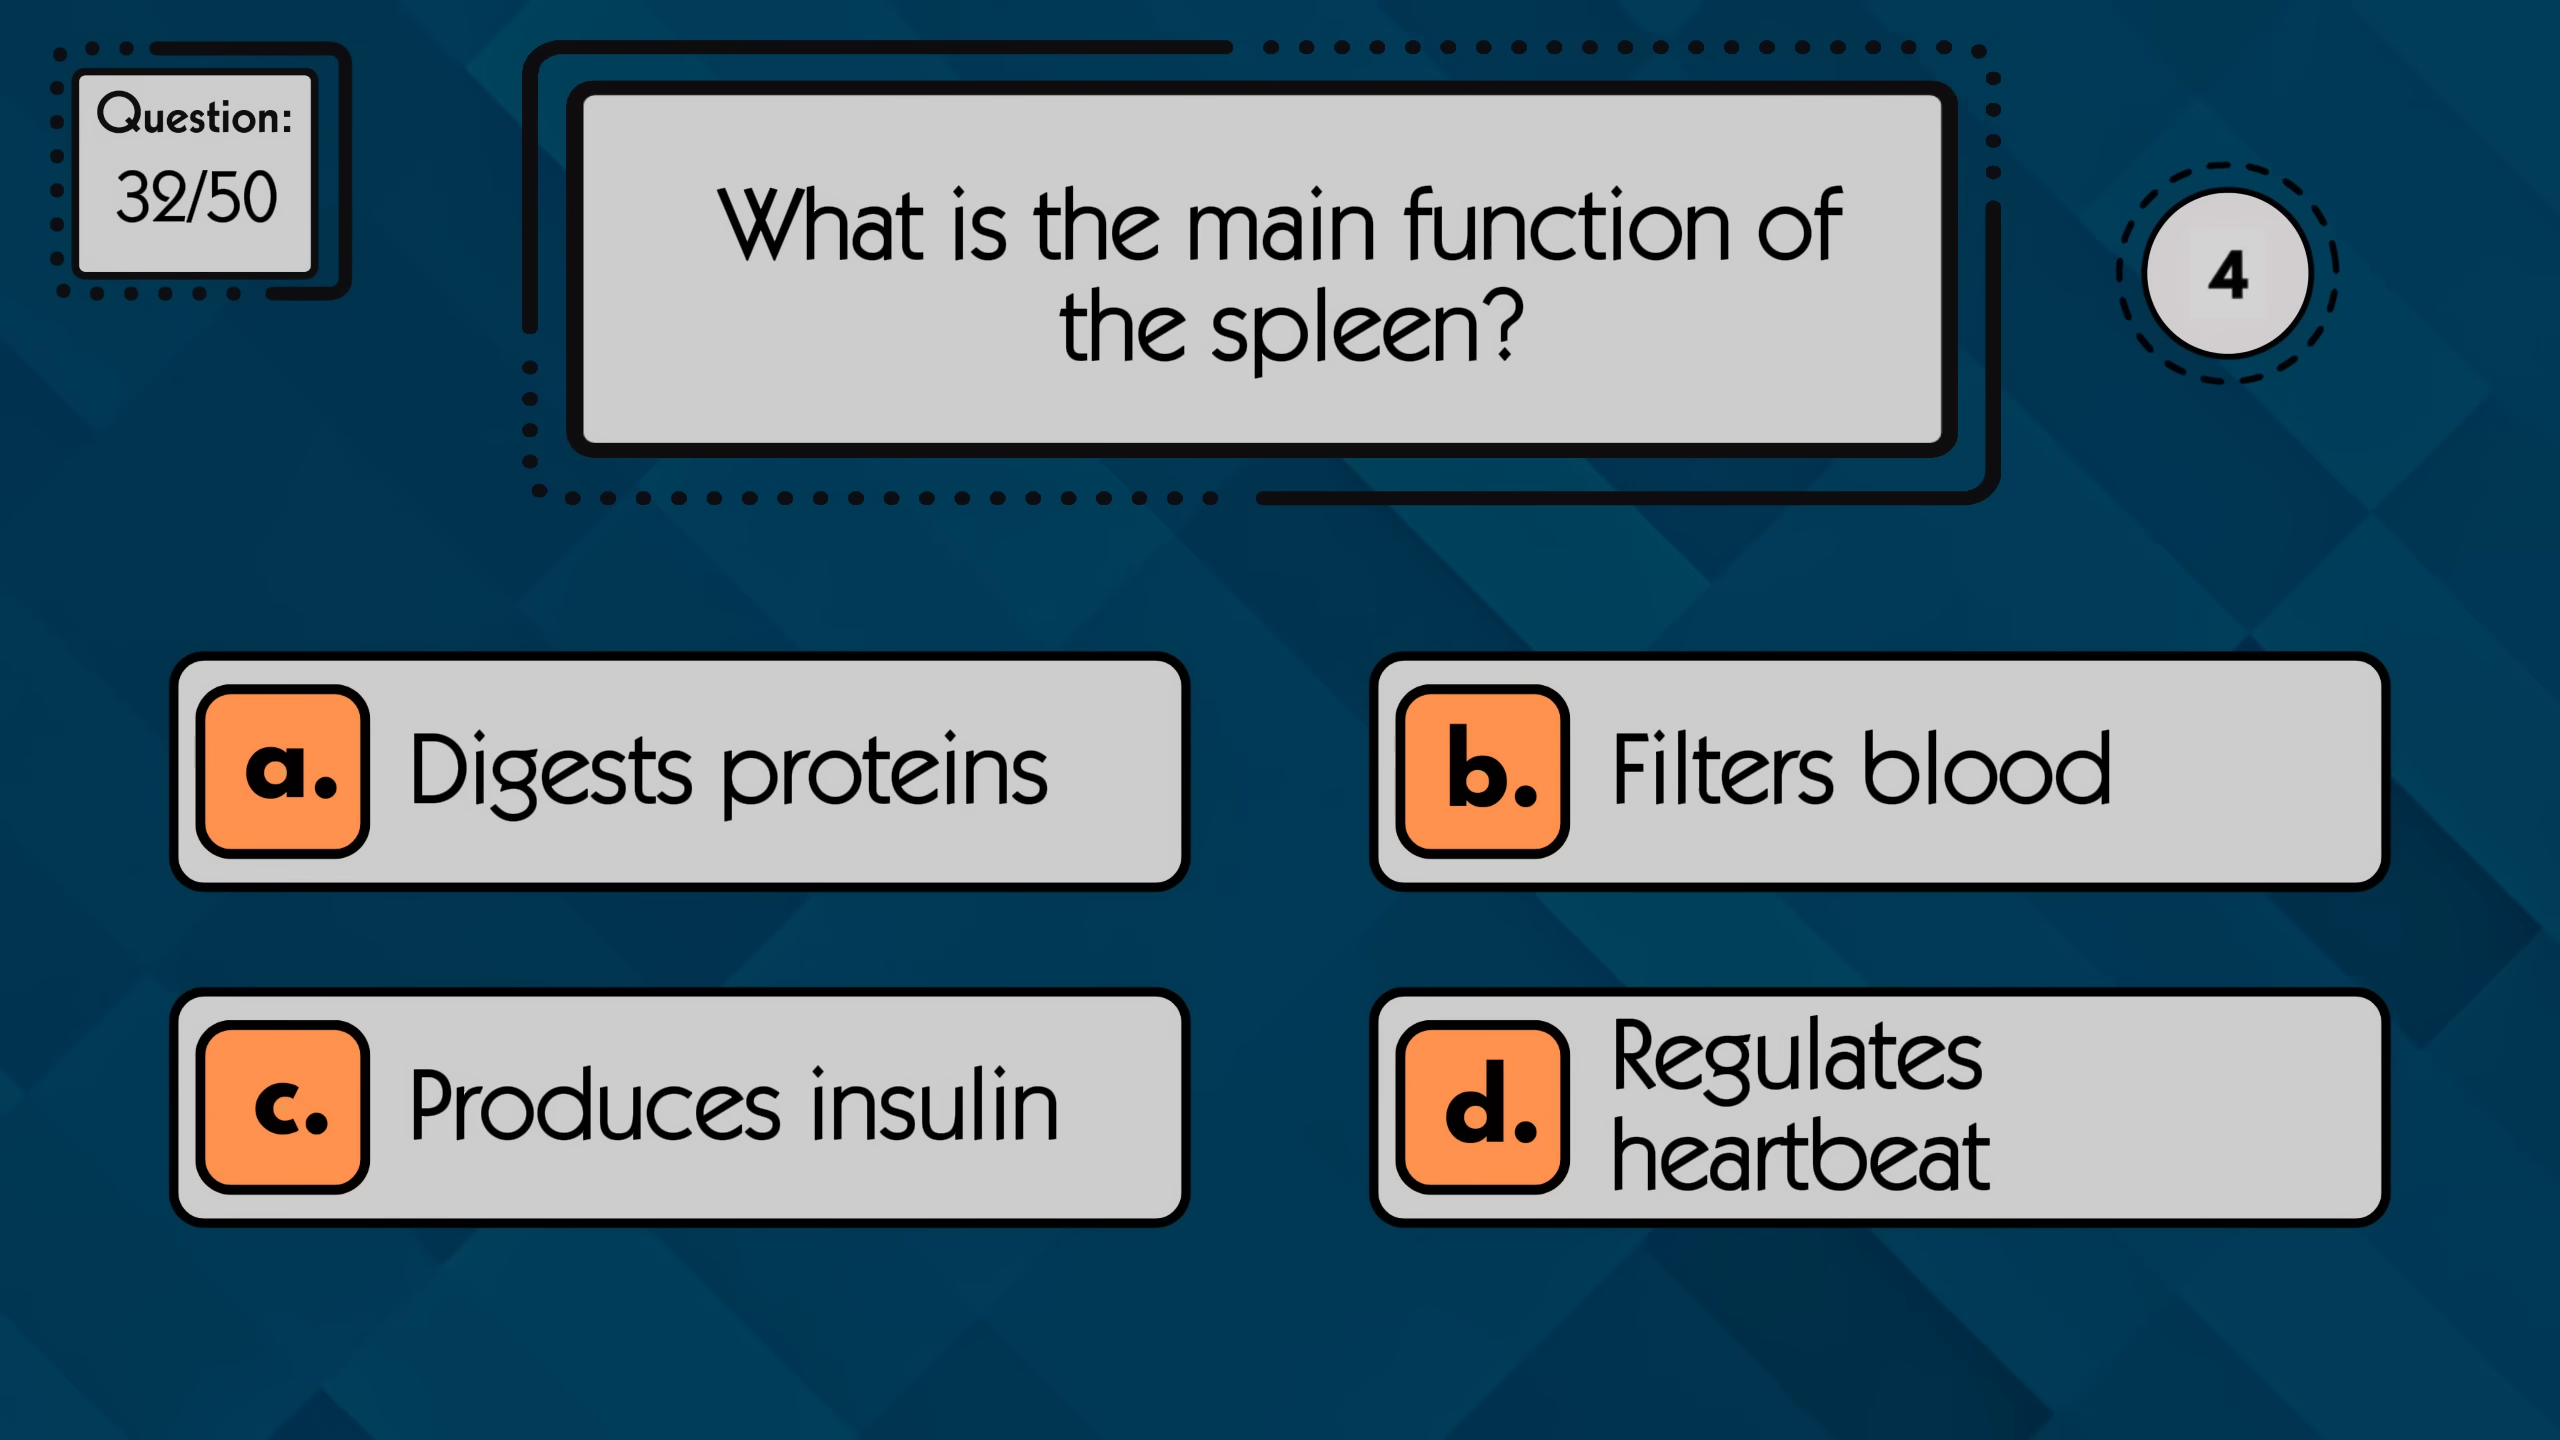 Question:
32/50
What is the main function of
the spleen?
4
a. Digests proteins
b. Filters blood
c. Produces insulin
d. Regulates
heartbeat